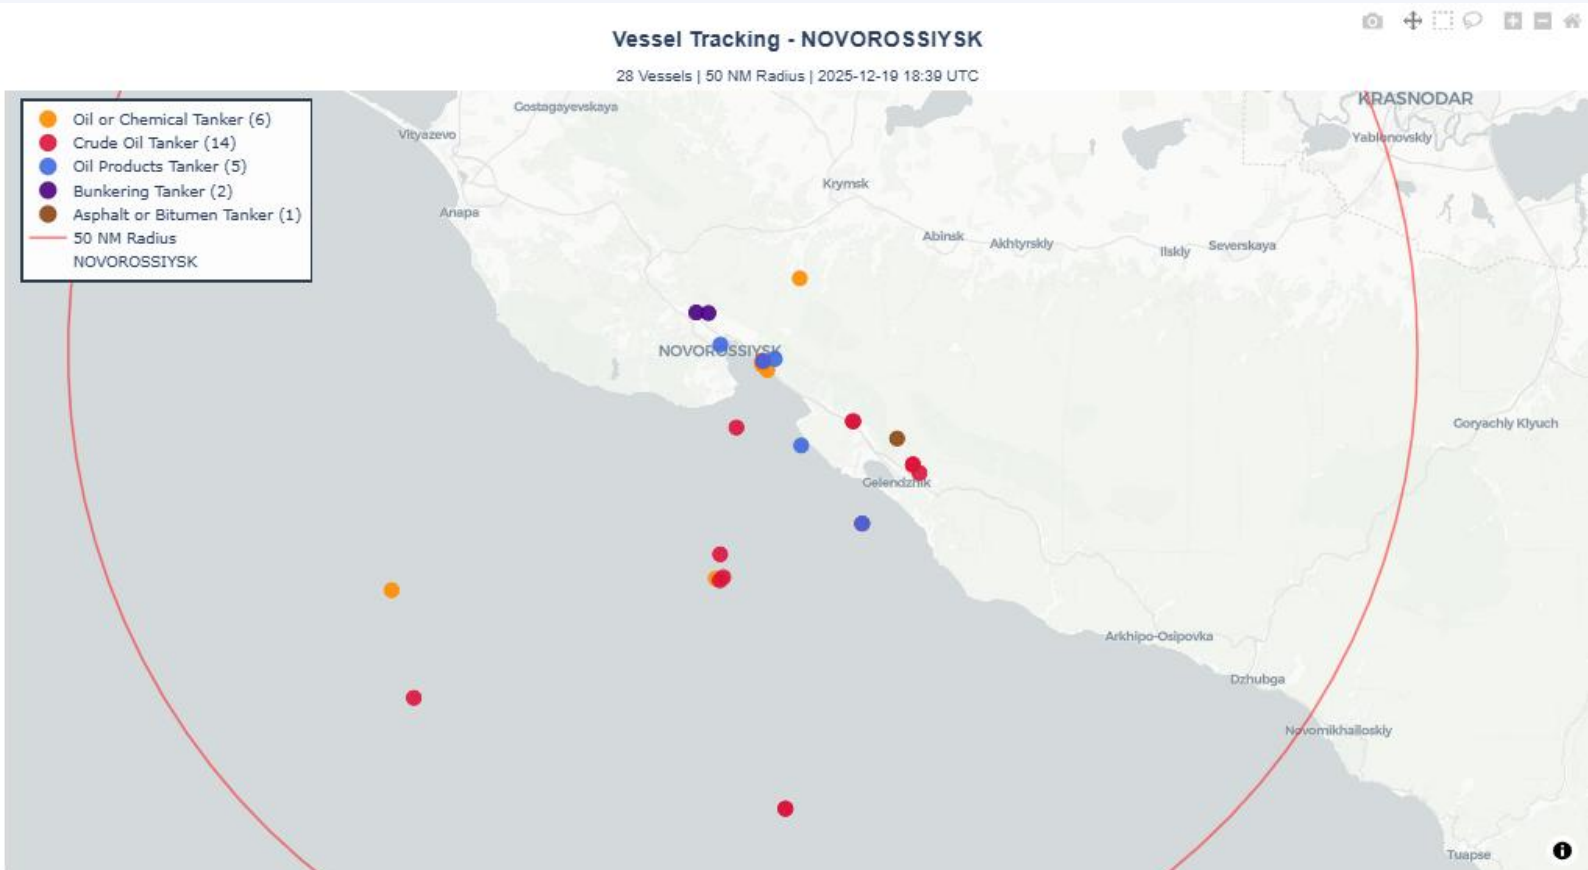 Vessel Tracking - NOVOROSSIYSK
28 Vessels | 50 NM Radius | 2025-12-19 18:39 UTC
Oil or Chemical Tanker (6)
Crude Oil Tanker (14)
Oil Products Tanker (5)
Bunkering Tanker (2)
Asphalt or Bitumen Tanker (1)
50 NM Radius
NOVOROSSIYSK
KRASNODAR
Gostagayevskaya
Vityazevo
Yablonovskiy
Krymsk
Anapa
Abinsk
Akhtyrskiy
Ilskiy
Severskaya
NOVOROSSIYSK
Goryachiy Klyuch
Gelendzhik
Arkhipo-Osipovka
Dzhubga
Novomikhailoskiy
Tuapse